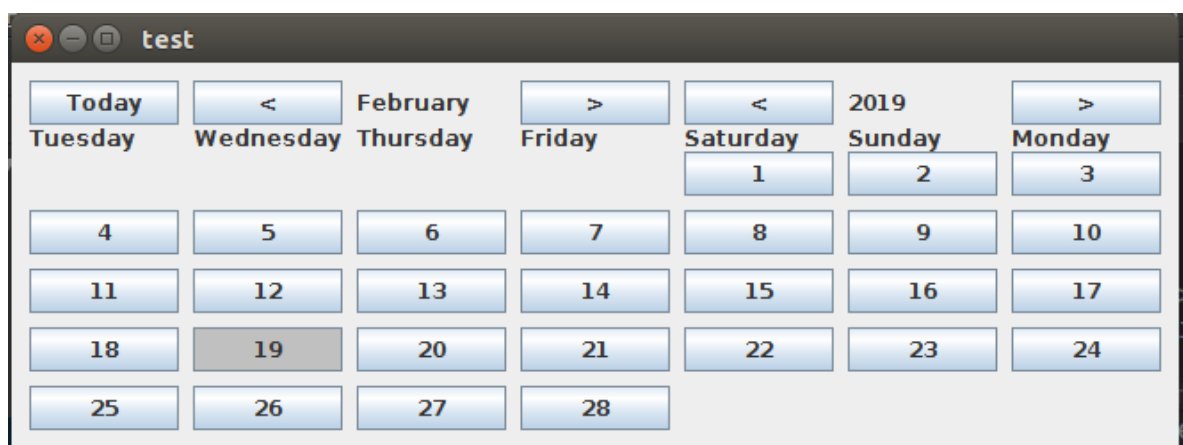 test
Today < February > < 2019 >
Tuesday Wednesday Thursday Friday Saturday Sunday Monday
1 2 3
4 5 6 7 8 9 10
11 12 13 14 15 16 17
18 19 20 21 22 23 24
25 26 27 28